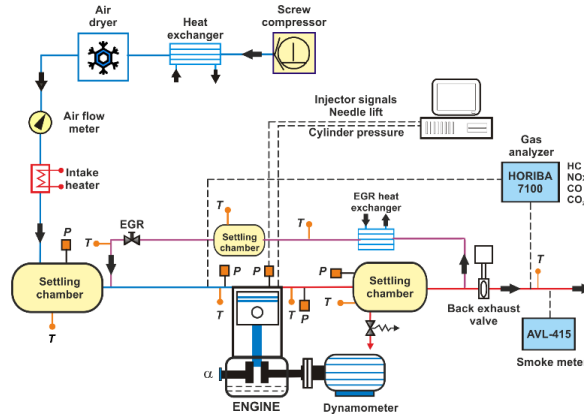 Air
dryer
Heat
exchanger
Screw
compressor
Air flow
meter
Intake
heater
Injector signals
Needle lift
Cylinder pressure
Gas
analyzer
HORIBA
7100
HC
CO
P
T
EGR
T
Settling
chamber
T
EGR heat
exchanger
Settling
chamber
T
P
P
T
T
P
P
Settling
chamber
T
Back exhaust
valve
T
AVL-415
Smoke meter
α
ENGINE
Dynamometer